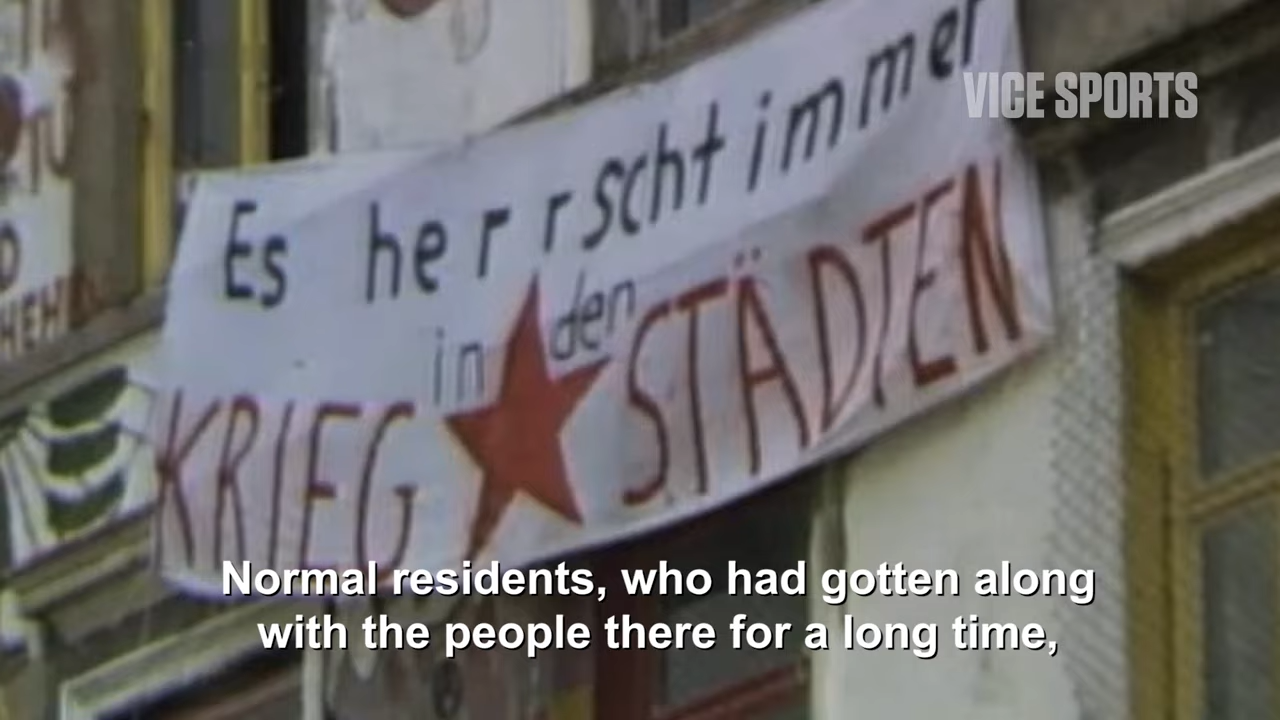 VICE SPORTS
Es herrscht immer
in den
KRIEG STÄDTEN
HEH
Normal residents, who had gotten along
with the people there for a long time,